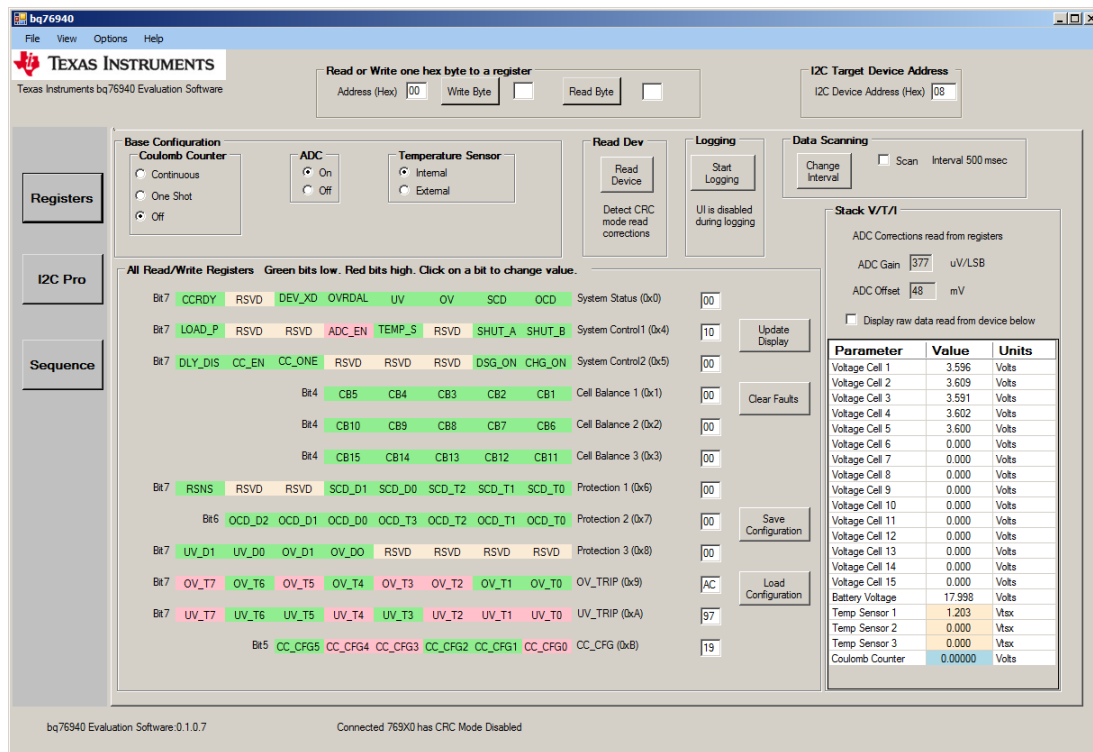 bq76940
File View Options Help
TEXAS INSTRUMENTS
Texas Instruments bq76940 Evaluation Software
Read or Write one hex byte to a register
Address (Hex) 00 Write Byte Read Byte
I2C Target Device Address
I2C Device Address (Hex) 08
Registers
I2C Pro
Sequence
Base Configuration
Coulomb Counter
Continuous
One Shot
Off
ADC
On
Off
Temperature Sensor
Internal
External
Read Dev
Read
Device
Detect CRC
mode read
corrections
Logging
Start
Logging
UI is disabled
during logging
Data Scanning
Change
Interval
Scan Interval 500 msec
All Read/Write Registers Green bits low. Red bits high. Click on a bit to change value.
Bit7 CCRDY RSVD DEV_XD OVRDAL UV OV SCD OCD System Status (0x0) 00
Bit7 LOAD_P RSVD RSVD ADC_EN TEMP_S RSVD SHUT_A SHUT_B System Control1 (0x4) 10
Bit7 DLY_DIS CC_EN CC_ONE RSVD RSVD RSVD DSG_ON CHG_ON System Control2 (0x5) 00
Bit4 CB5 CB4 CB3 CB2 CB1 Cell Balance 1 (0x1) 00
Bit4 CB10 CB9 CB8 CB7 CB6 Cell Balance 2 (0x2) 00
Bit4 CB15 CB14 CB13 CB12 CB11 Cell Balance 3 (0x3) 00
Bit7 RSNS RSVD RSVD SCD_D1 SCD_D0 SCD_T2 SCD_T1 SCD_T0 Protection 1 (0x6) 00
Bit6 OCD_D2 OCD_D1 OCD_D0 OCD_T3 OCD_T2 OCD_T1 OCD_T0 Protection 2 (0x7) 00
Bit7 UV_D1 UV_D0 OV_D1 OV_DO RSVD RSVD RSVD RSVD Protection 3 (0x8) 00
Bit7 OV_T7 OV_T6 OV_T5 OV_T4 OV_T3 OV_T2 OV_T1 OV_T0 OV_TRIP (0x9) AC
Bit7 UV_T7 UV_T6 UV_T5 UV_T4 UV_T3 UV_T2 UV_T1 UV_T0 UV_TRIP (0xA) 97
Bit5 CC_CFG5 CC_CFG4 CC_CFG3 CC_CFG2 CC_CFG1 CC_CFG0 CC_CFG (0xB) 19
Update
Display
Clear Faults
Save
Configuration
Load
Configuration
Stack V/T/I
ADC Corrections read from registers
ADC Gain 377 uV/LSB
ADC Offset 48 mV
Display raw data read from device below
Parameter Value Units
Voltage Cell 1 3.596 Volts
Voltage Cell 2 3.609 Volts
Voltage Cell 3 3.591 Volts
Voltage Cell 4 3.602 Volts
Voltage Cell 5 3.600 Volts
Voltage Cell 6 0.000 Volts
Voltage Cell 7 0.000 Volts
Voltage Cell 8 0.000 Volts
Voltage Cell 9 0.000 Volts
Voltage Cell 10 0.000 Volts
Voltage Cell 11 0.000 Volts
Voltage Cell 12 0.000 Volts
Voltage Cell 13 0.000 Volts
Voltage Cell 14 0.000 Volts
Voltage Cell 15 0.000 Volts
Battery Voltage 17.998 Volts
Temp Sensor 1 1.203 Vtsx
Temp Sensor 2 0.000 Vtsx
Temp Sensor 3 0.000 Vtsx
Coulomb Counter 0.00000 Volts
bq76940 Evaluation Software:0.1.0.7 Connected 769X0 has CRC Mode Disabled